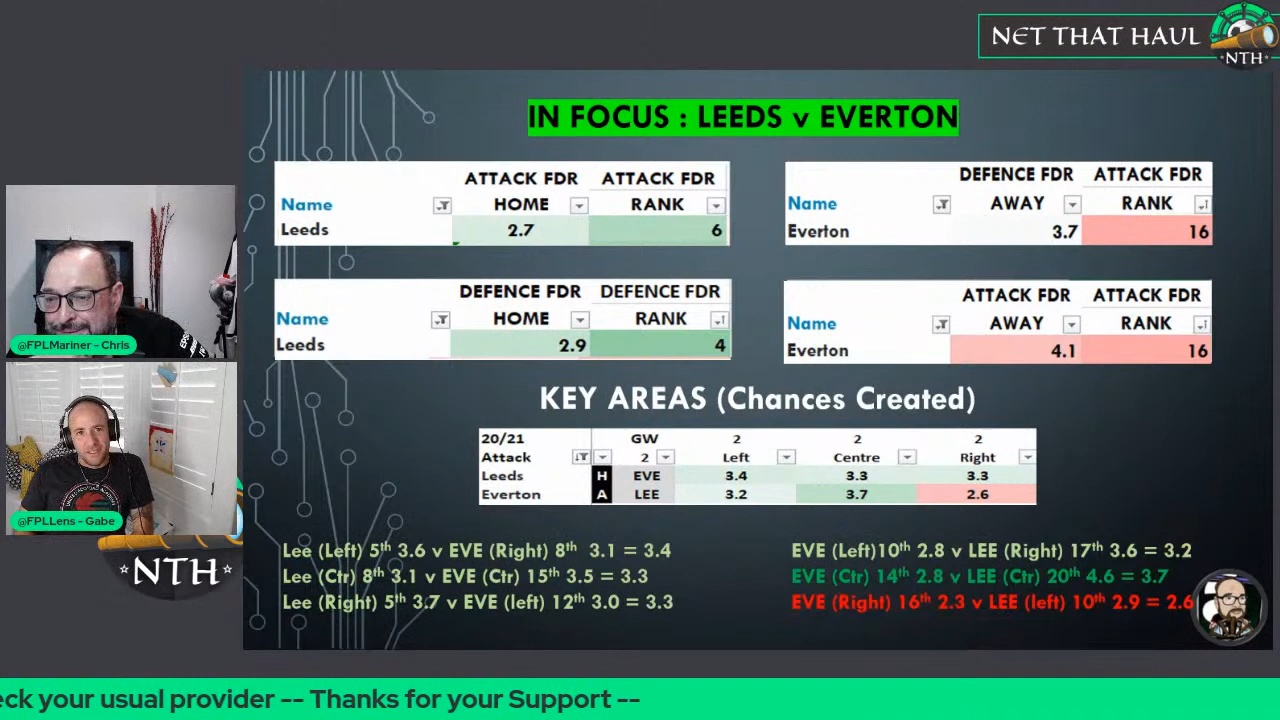 NET THAT HAUL
NTH
IN FOCUS : LEEDS v EVERTON
ATTACK FDR ATTACK FDR
Name HOME RANK
Leeds 2.7 6
DEFENCE FDR ATTACK FDR
Name AWAY RANK
Everton 3.7 16
DEFENCE FDR DEFENCE FDR
Name HOME RANK
Leeds 2.9 4
ATTACK FDR ATTACK FDR
Name AWAY RANK
Everton 4.1 16
@FPLMariner - Chris
@FPLLens - Gabe
NTH
KEY AREAS (Chances Created)
20/21 GW 2 2 2
Attack 2 Left Centre Right
Leeds H EVE 3.4 3.3 3.3
Everton A LEE 3.2 3.7 2.6
Lee (Left) 5th 3.6 v EVE (Right) 8th 3.1 = 3.4
Lee (Ctr) 8th 3.1 v EVE (Ctr) 15th 3.5 = 3.3
Lee (Right) 5th 3.7 v EVE (left) 12th 3.0 = 3.3
EVE (Left)10th 2.8 v LEE (Right) 17th 3.6 = 3.2
EVE (Ctr) 14th 2.8 v LEE (Ctr) 20th 4.6 = 3.7
EVE (Right) 16th 2.3 v LEE (left) 10th 2.9 = 2.6
eck your usual provider -- Thanks for your Support --